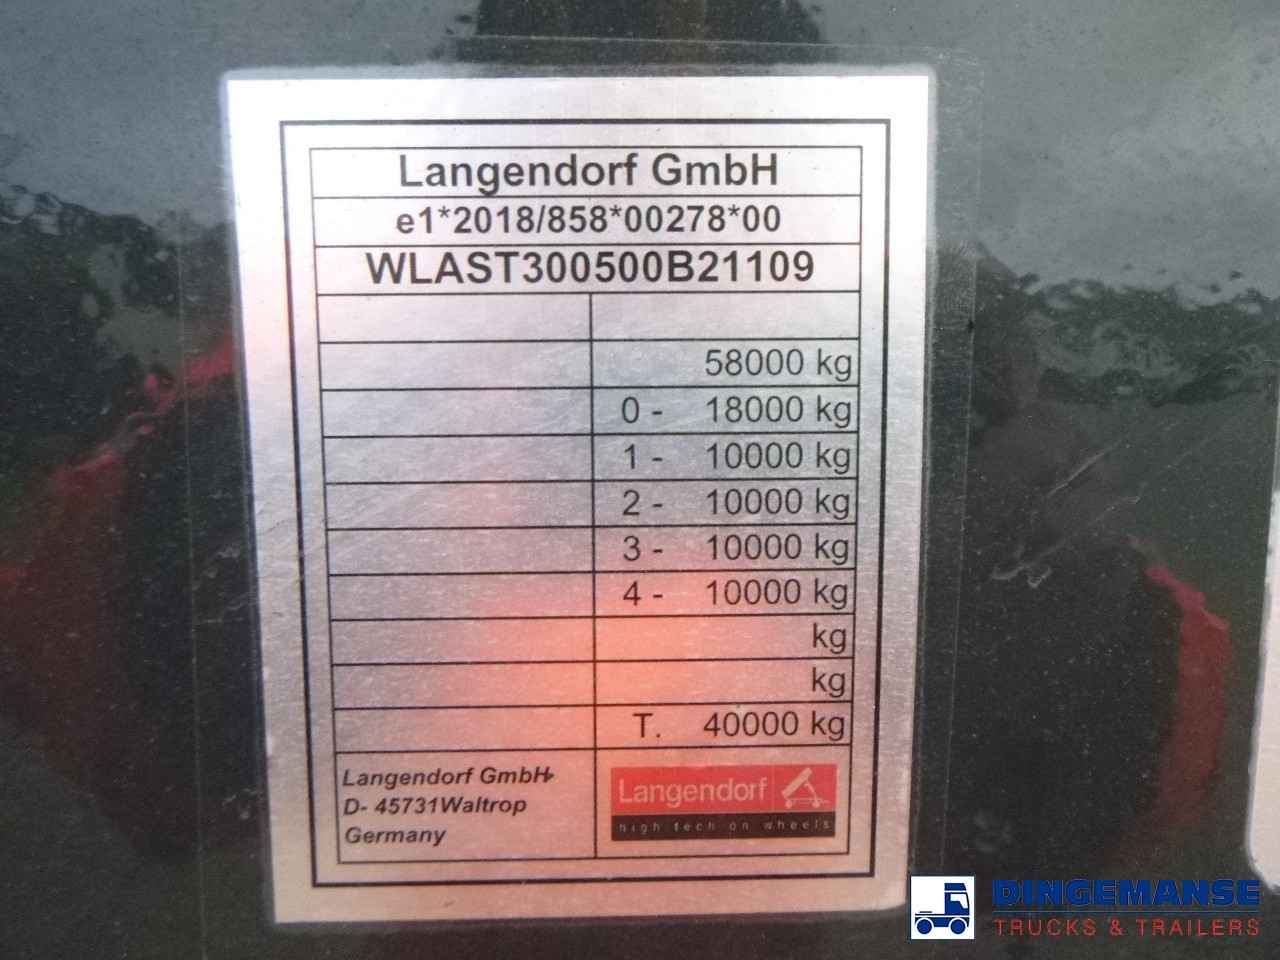 Langendorf GmbH
e1*2018/858*00278*00
WLAST300500B21109
58000 kg
0 - 18000 kg
1 - 10000 kg
2 - 10000 kg
3 - 10000 kg
4 - 10000 kg
kg
kg
T. 40000 kg
Langendorf GmbH
D- 45731Waltrop
Germany
Langendorf
high tech on wheels
DINGEMANSE
TRUCKS & TRAILERS